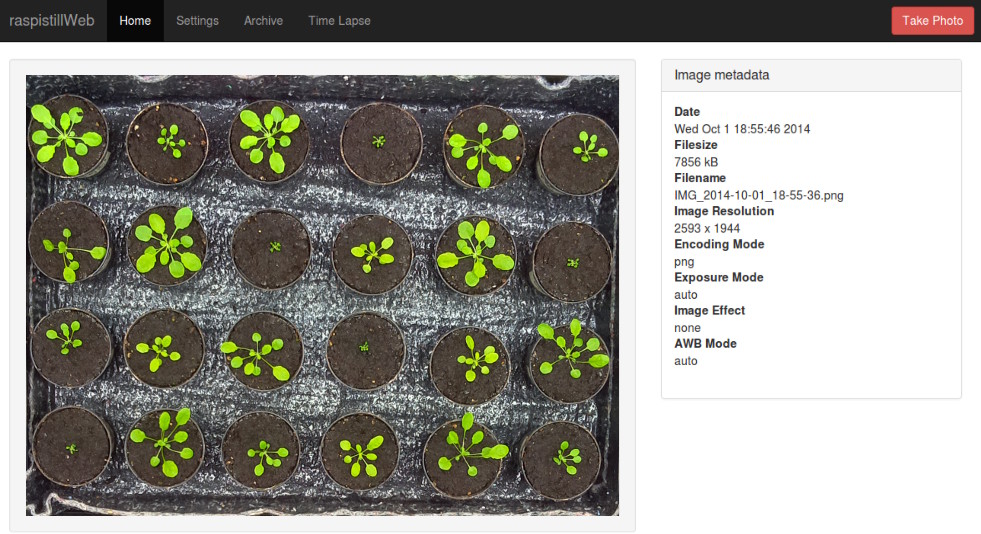 raspistillWeb Home Settings Archive Time Lapse Take Photo
Image metadata
Date
Wed Oct 1 18:55:46 2014
Filesize
7856 kB
Filename
IMG_2014-10-01_18-55-36.png
Image Resolution
2593 x 1944
Encoding Mode
png
Exposure Mode
auto
Image Effect
none
AWB Mode
auto